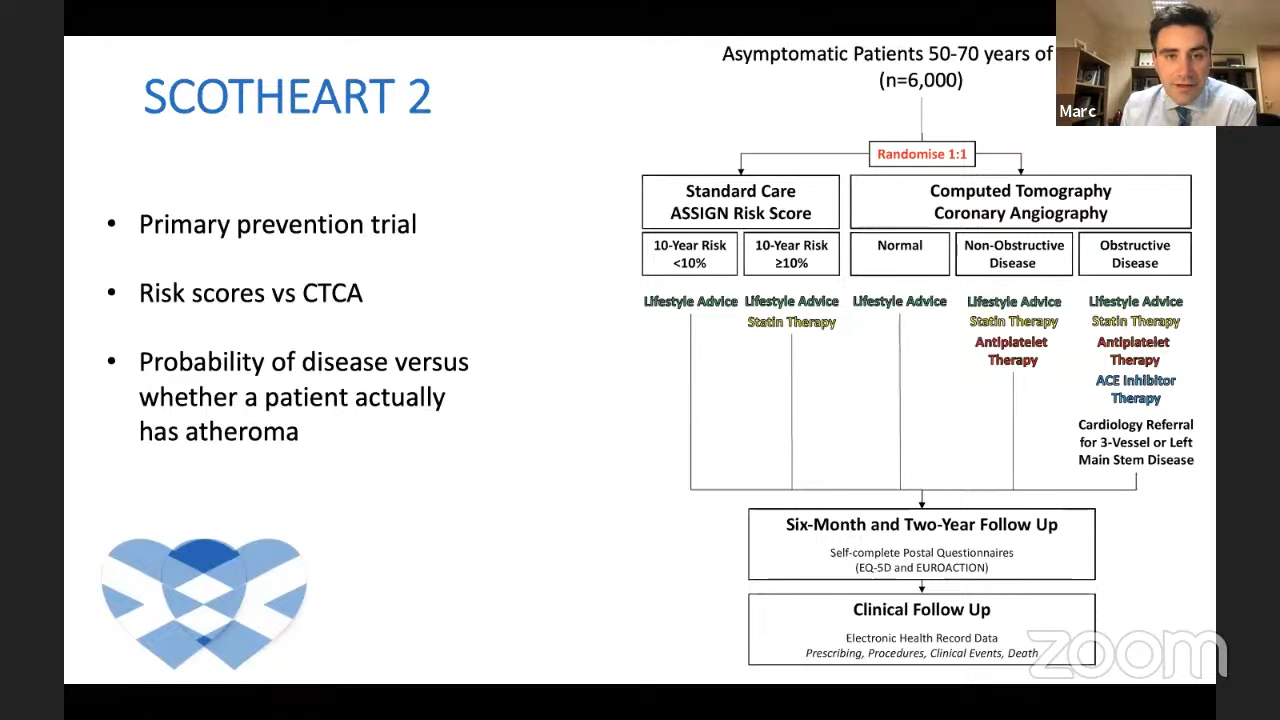 SCOTHEART 2
• Primary prevention trial
• Risk scores vs CTCA
• Probability of disease versus
whether a patient actually
has atheroma
Asymptomatic Patients 50-70 years of
(n=6,000)
Randomise 1:1
Standard Care
ASSIGN Risk Score
Computed Tomography
Coronary Angiography
10-Year Risk
<10%
10-Year Risk
≥10%
Normal
Non-Obstructive
Disease
Obstructive
Disease
Lifestyle Advice
Lifestyle Advice
Statin Therapy
Lifestyle Advice
Lifestyle Advice
Statin Therapy
Antiplatelet
Therapy
Lifestyle Advice
Statin Therapy
Antiplatelet
Therapy
ACE Inhibitor
Therapy
Cardiology Referral
for 3-Vessel or Left
Main Stem Disease
Six-Month and Two-Year Follow Up
Self-complete Postal Questionnaires
(EQ-5D and EUROACTION)
Clinical Follow Up
Electronic Health Record Data
Prescribing, Procedures, Clinical Events, Death
Marc
zoom